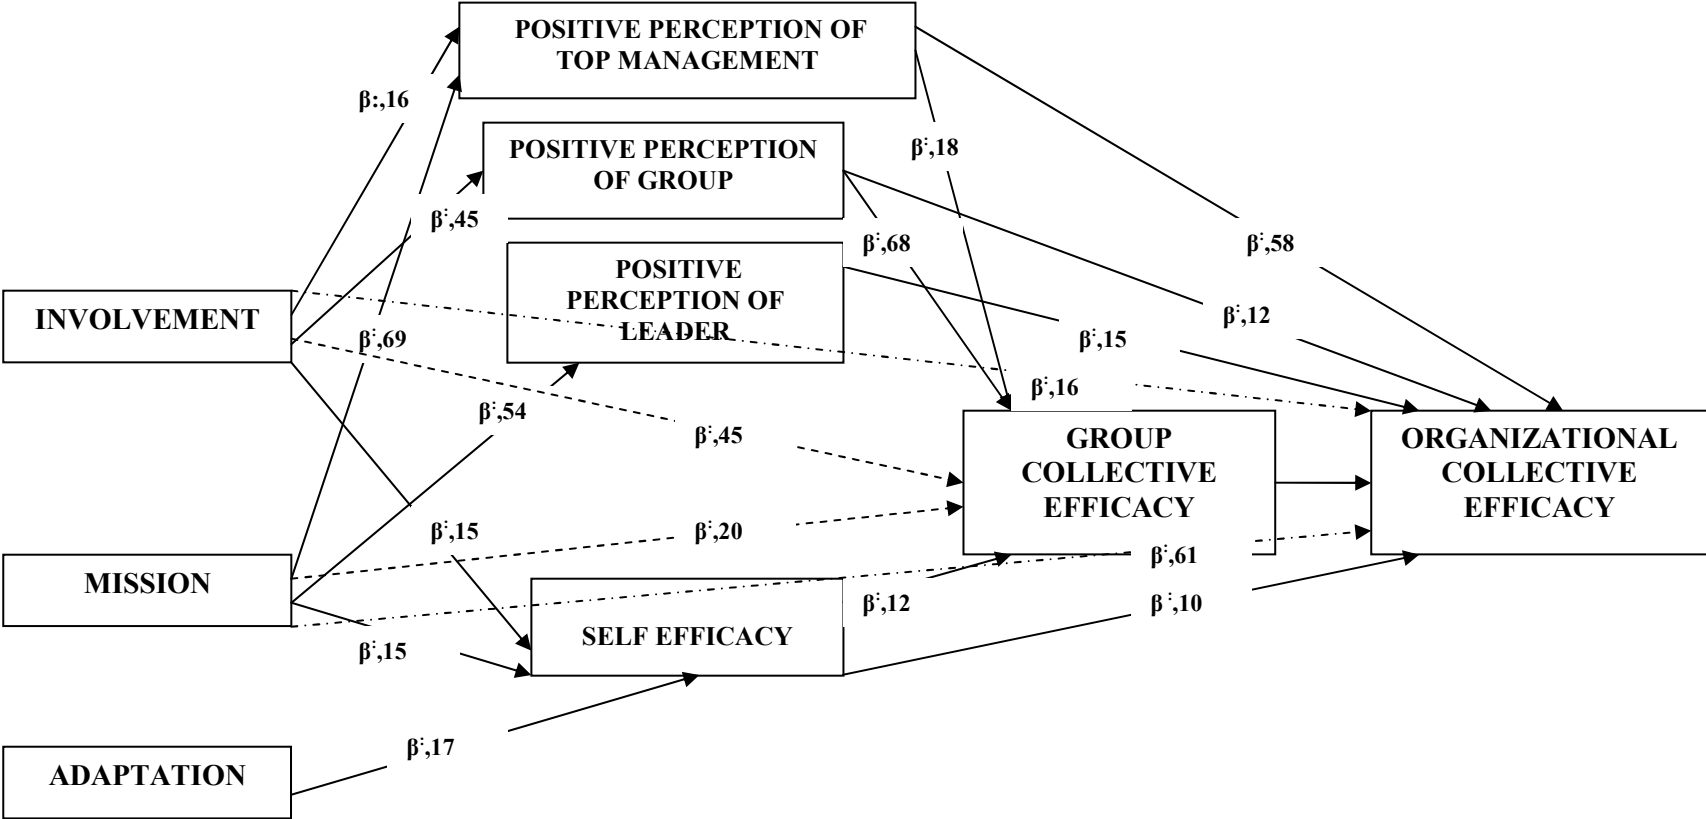 POSITIVE PERCEPTION OF
TOP MANAGEMENT
β:,16
β:,18
POSITIVE PERCEPTION
OF GROUP
β:,45
β:,68
β:,58
POSITIVE
PERCEPTION OF
LEADER
INVOLVEMENT
β:,69
β:,12
β:,15
β:,16
β:,54
β:,45
GROUP
COLLECTIVE
EFFICACY
ORGANIZATIONAL
COLLECTIVE
EFFICACY
β:,15
β:,20
β:,61
MISSION
β:,12
β:,10
SELF EFFICACY
β:,15
β:,17
ADAPTATION